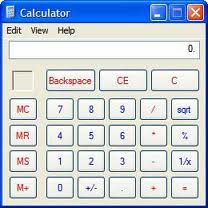 Calculator
Edit View Help
0.
Backspace CE C
MC 7 8 9 / sqrt
MR 4 5 6 * %
MS 1 2 3 - 1/x
M+ 0 +/- . + =